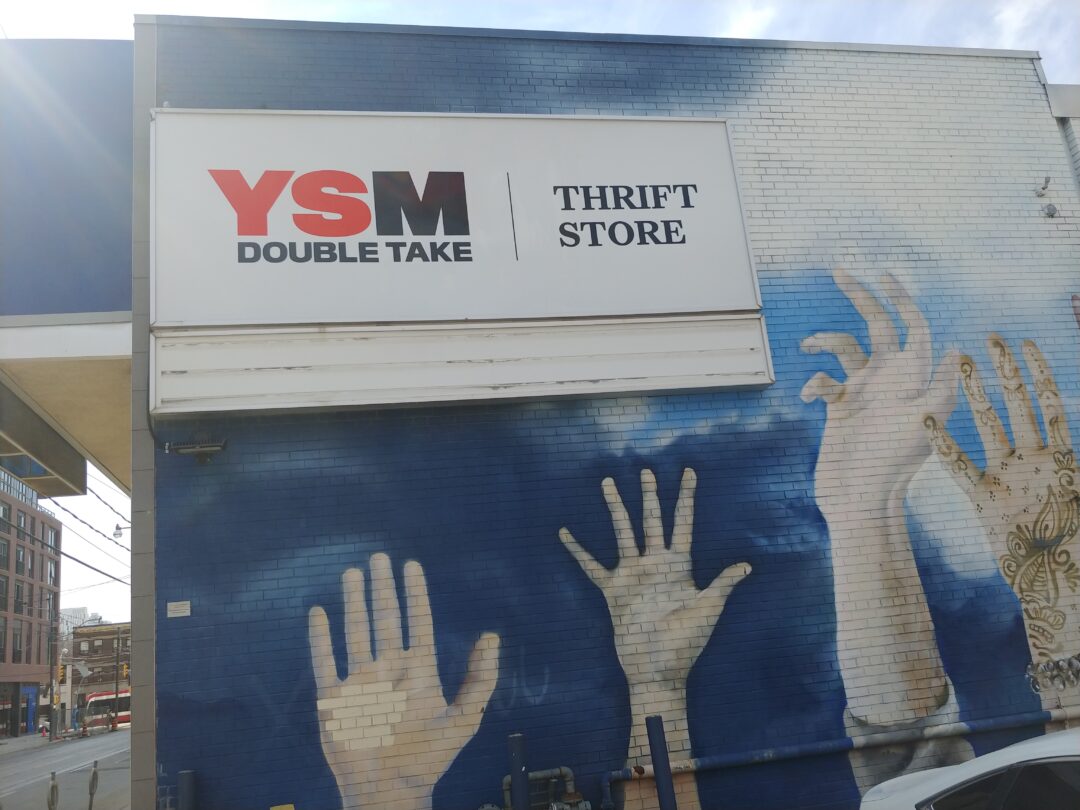 YSM
DOUBLE TAKE
THRIFT
STORE